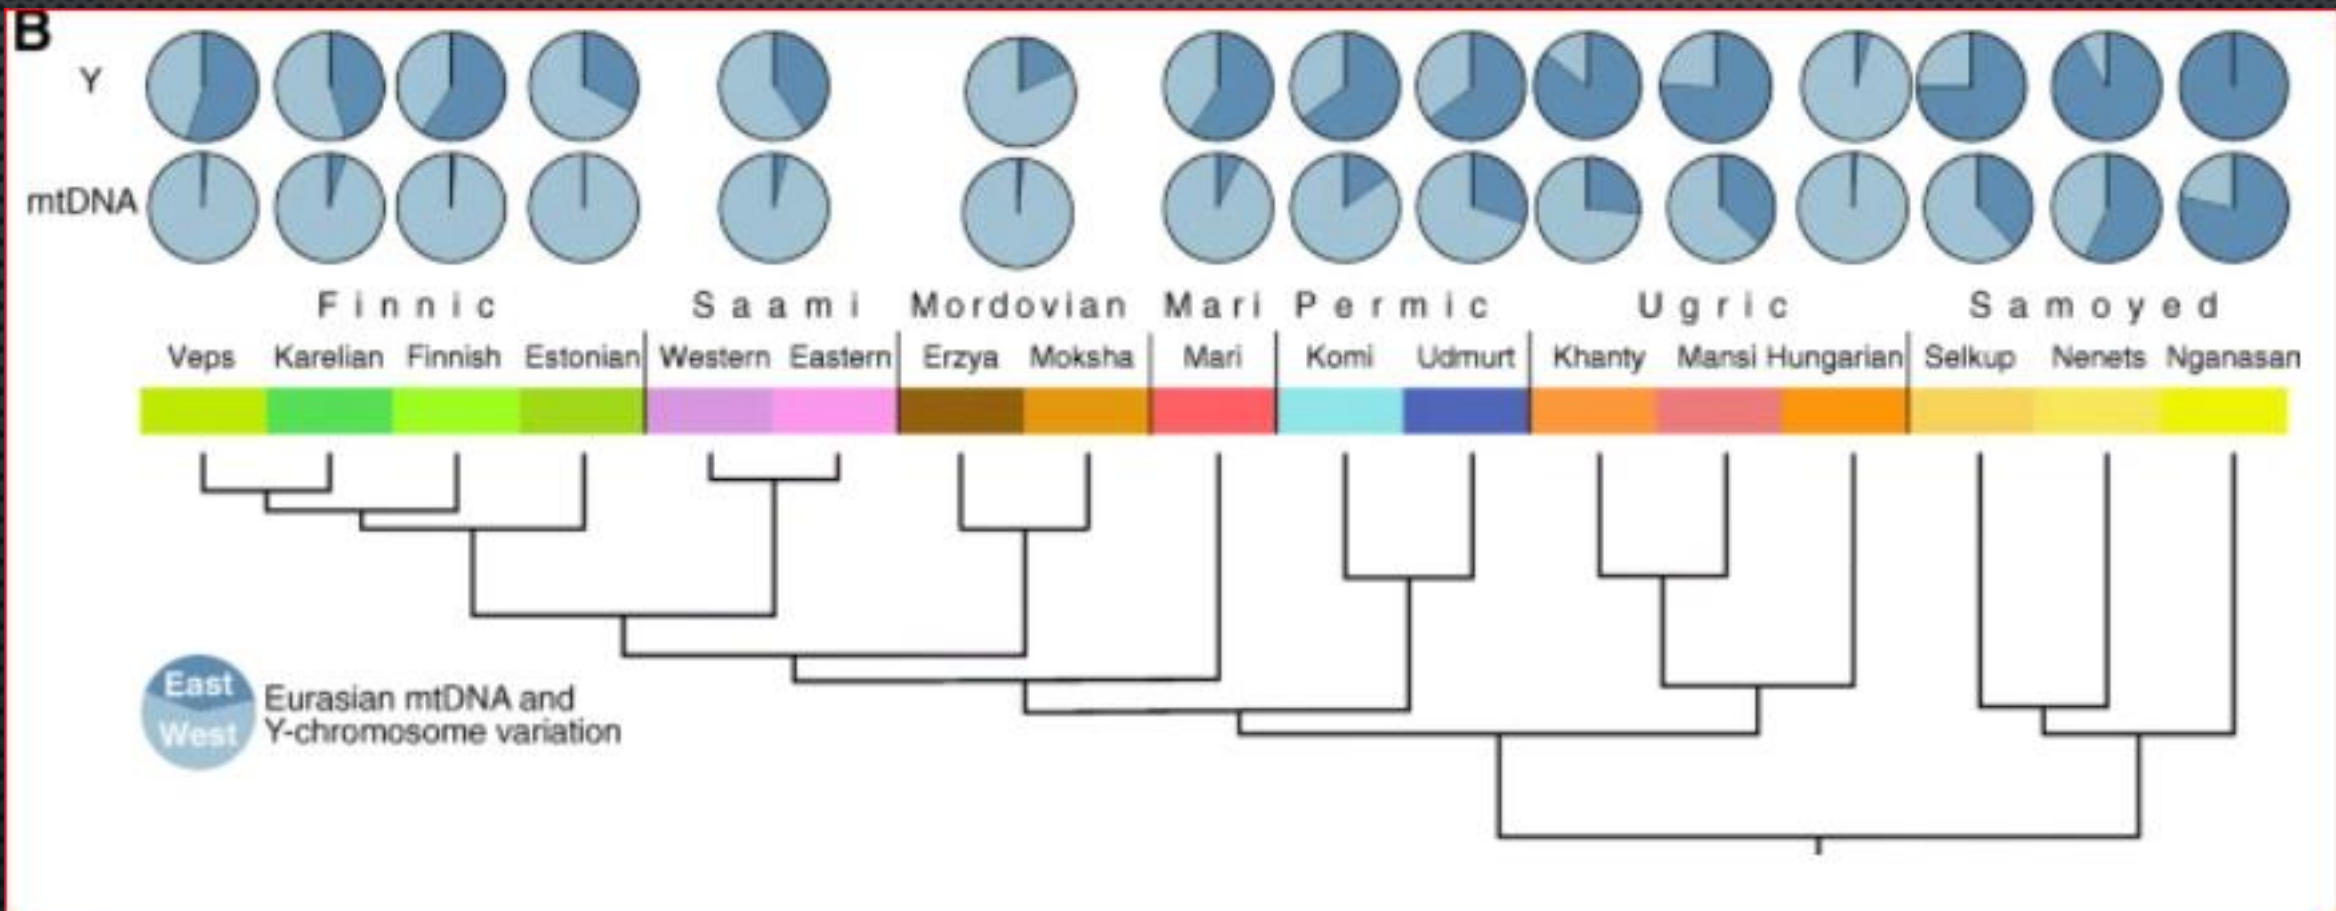 B
Y
mtDNA
Finnic Saami Mordovian Mari Permic Ugric Samoyed
Veps Karelian Finnish Estonian Western Eastern Erzya Moksha Mari Komi Udmurt Khanty Mansi Hungarian Selkup Nenets Nganasan
East
West
Eurasian mtDNA and
Y-chromosome variation